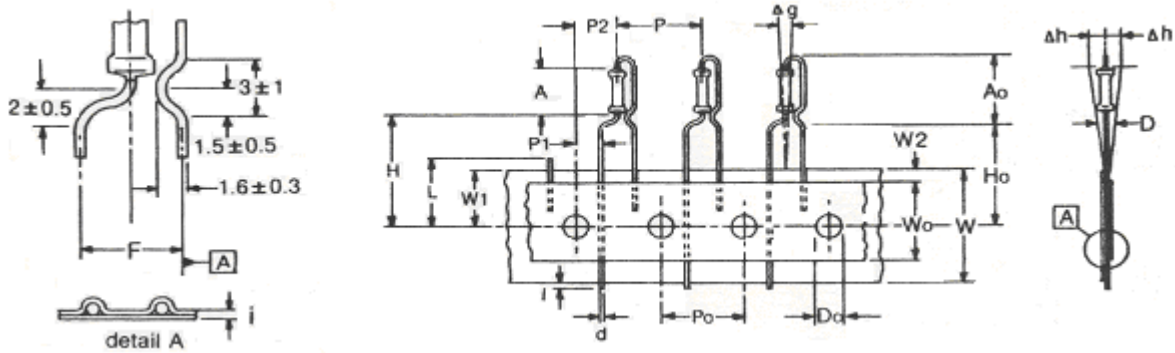 2 ±0.5
3±1
1.5±0.5
1.6±0.3
F
A
i
detail A
P2
P
Δg
A
P1
H
L
W1
W2
Ao
Ho
Wo
W
l
d
Po
Do
Δh
Δh
D
A